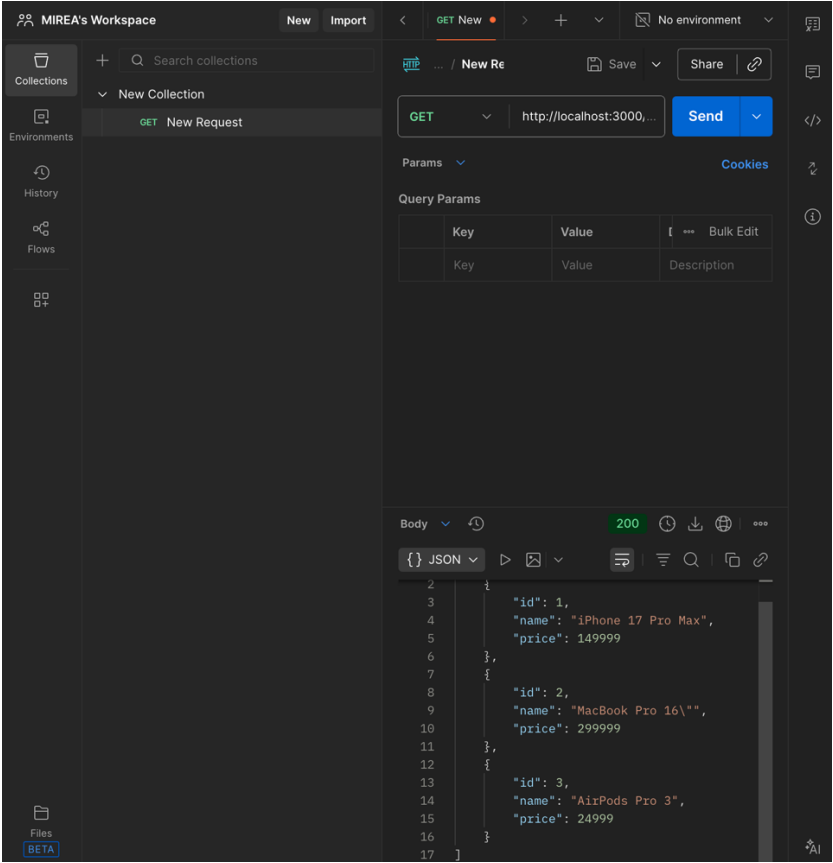 MIREA's Workspace
New
Import
GET New
No environment
Collections
Environments
History
Flows
Files
BETA
Search collections
New Collection
GET New Request
HTTP
... / New Re
Save
Share
GET
http://localhost:3000/...
Send
Params
Cookies
Query Params
Key Value Bulk Edit
Key Value Description
Body
200
{} JSON
2 {
3 "id": 1,
4 "name": "iPhone 17 Pro Max",
5 "price": 149999
6 },
7 {
8 "id": 2,
9 "name": "MacBook Pro 16\"",
10 "price": 299999
11 },
12 {
13 "id": 3,
14 "name": "AirPods Pro 3",
15 "price": 24999
16 }
17 ]
AI